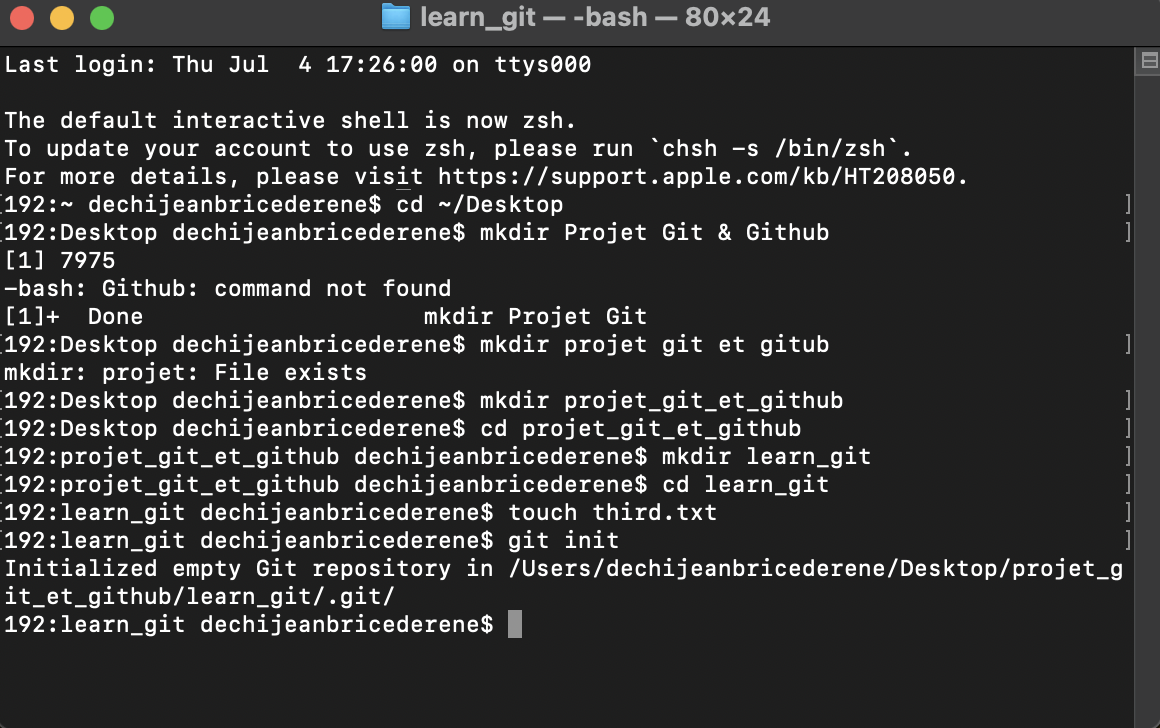 learn_git — -bash — 80×24
Last login: Thu Jul  4 17:26:00 on ttys000
The default interactive shell is now zsh.
To update your account to use zsh, please run `chsh -s /bin/zsh`.
For more details, please visit https://support.apple.com/kb/HT208050.
[192:~ dechijeanbricederene$ cd ~/Desktop ]
[192:Desktop dechijeanbricederene$ mkdir Projet Git & Github ]
[1] 7975
-bash: Github: command not found
[1]+  Done                    mkdir Projet Git
[192:Desktop dechijeanbricederene$ mkdir projet git et gitub ]
mkdir: projet: File exists
[192:Desktop dechijeanbricederene$ mkdir projet_git_et_github ]
[192:Desktop dechijeanbricederene$ cd projet_git_et_github ]
[192:projet_git_et_github dechijeanbricederene$ mkdir learn_git ]
[192:projet_git_et_github dechijeanbricederene$ cd learn_git ]
[192:learn_git dechijeanbricederene$ touch third.txt ]
[192:learn_git dechijeanbricederene$ git init ]
Initialized empty Git repository in /Users/dechijeanbricederene/Desktop/projet_g
it_et_github/learn_git/.git/
192:learn_git dechijeanbricederene$